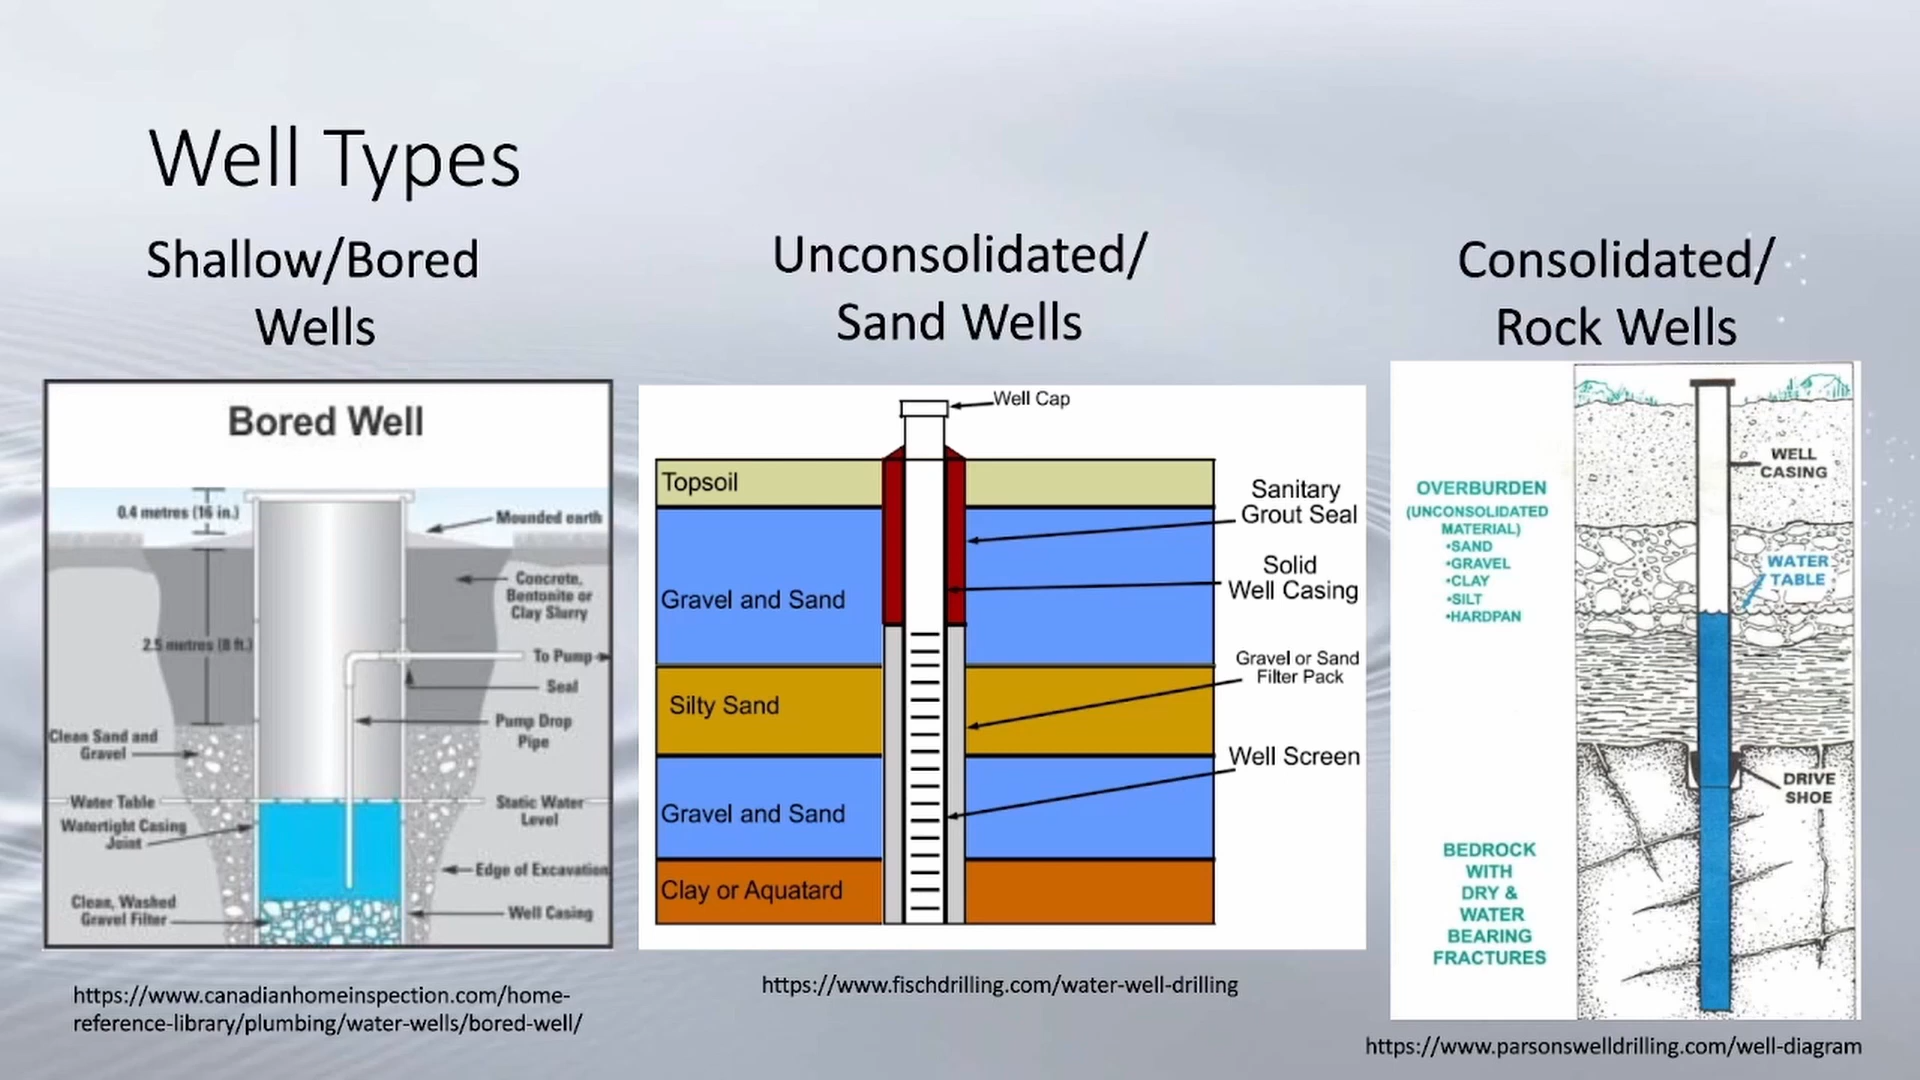 Well Types
Shallow/Bored
Wells
Bored Well
0.4 metres (16 in.)
Mounded earth
Concrete,
Bentonite or
Clay Slurry
2.5 metres (8 ft.)
To Pump
Seal
Pump Drop
Pipe
Clean Sand and
Gravel
Water Table
Static Water
Level
Watertight Casing
Joint
Edge of Excavation
Clean, Washed
Gravel Filter
Well Casing
https://www.canadianhomeinspection.com/home-
reference-library/plumbing/water-wells/bored-well/
Unconsolidated/
Sand Wells
Well Cap
Topsoil
Sanitary
Grout Seal
Solid
Well Casing
Gravel and Sand
Gravel or Sand
Filter Pack
Silty Sand
Well Screen
Gravel and Sand
Clay or Aquatard
https://www.fischdrilling.com/water-well-drilling
Consolidated/
Rock Wells
WELL
CASING
OVERBURDEN
(UNCONSOLIDATED
MATERIAL)
•SAND
•GRAVEL
•CLAY
•SILT
•HARDPAN
WATER
TABLE
DRIVE
SHOE
BEDROCK
WITH
DRY &
WATER
BEARING
FRACTURES
https://www.parsonswelldrilling.com/well-diagram